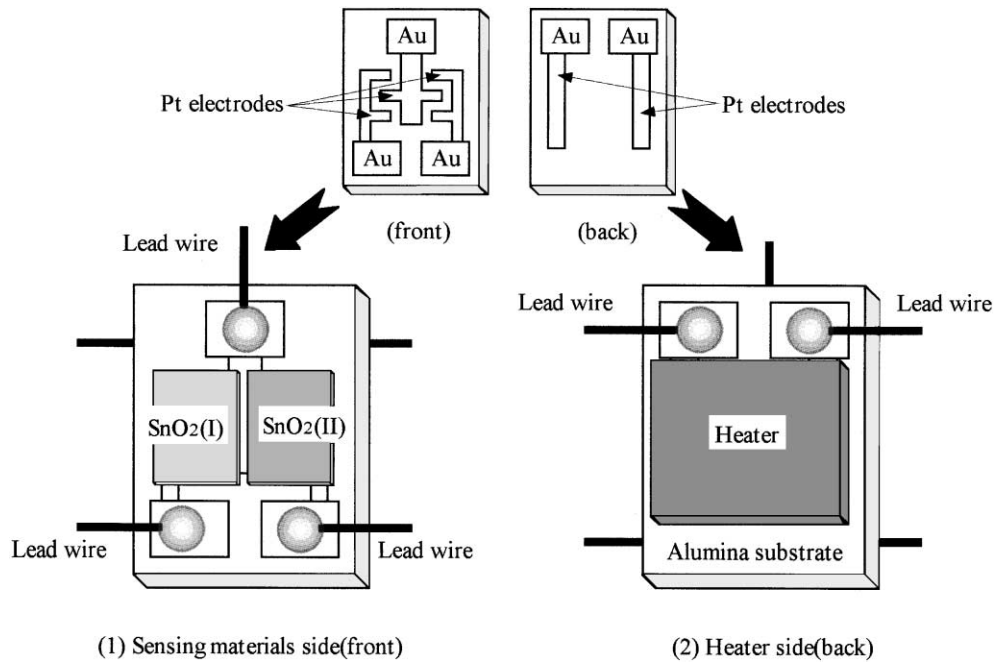 Au
Au
Au
Pt electrodes
Pt electrodes
Au
Au
(front)
(back)
Lead wire
Lead wire
Lead wire
SnO2(I)
SnO2(II)
Heater
Lead wire
Lead wire
Alumina substrate
(1) Sensing materials side(front)
(2) Heater side(back)